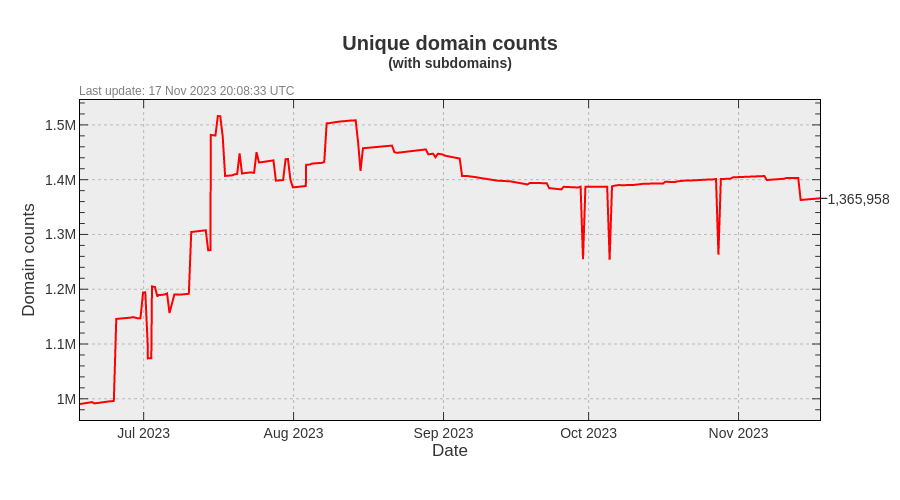 Unique domain counts
(with subdomains)
Last update: 17 Nov 2023 20:08:33 UTC
1.5M
1.4M
1.3M
1.2M
1.1M
1M
Domain counts
1,365,958
Jul 2023
Aug 2023
Sep 2023
Oct 2023
Nov 2023
Date